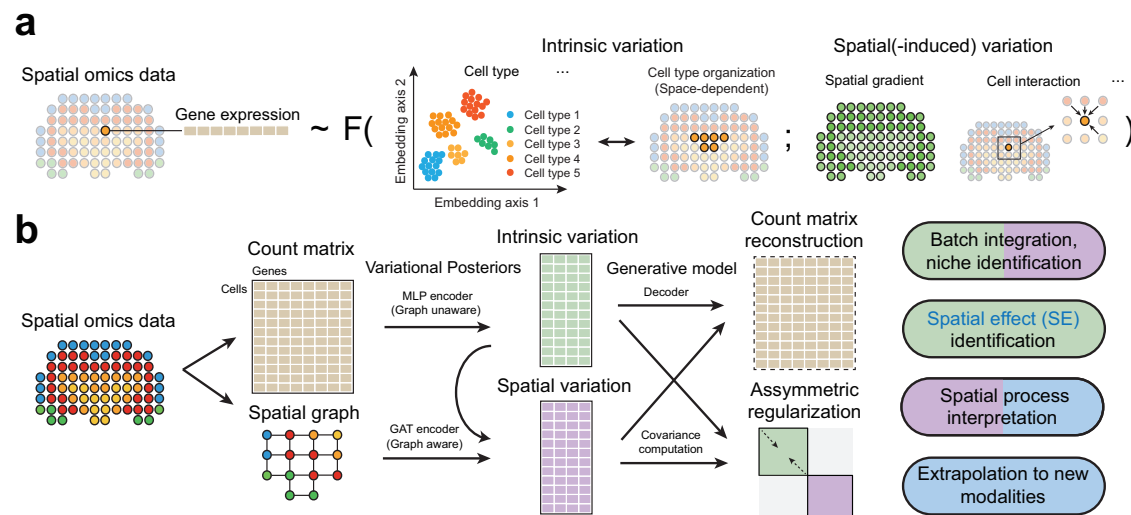 a
Spatial omics data
Gene expression
~ F(
Intrinsic variation
Cell type
...
Embedding axis 2
Embedding axis 1
Cell type 1
Cell type 2
Cell type 3
Cell type 4
Cell type 5
Cell type organization
(Space-dependent)
;
Spatial(-induced) variation
Spatial gradient
Cell interaction
...
)
b
Spatial omics data
Count matrix
Genes
Cells
Spatial graph
Variational Posteriors
MLP encoder
(Graph unaware)
GAT encoder
(Graph aware)
Intrinsic variation
Spatial variation
Generative model
Decoder
Covariance
computation
Count matrix
reconstruction
Assymmetric
regularization
Batch integration,
niche identification
Spatial effect (SE)
identification
Spatial process
interpretation
Extrapolation to new
modalities